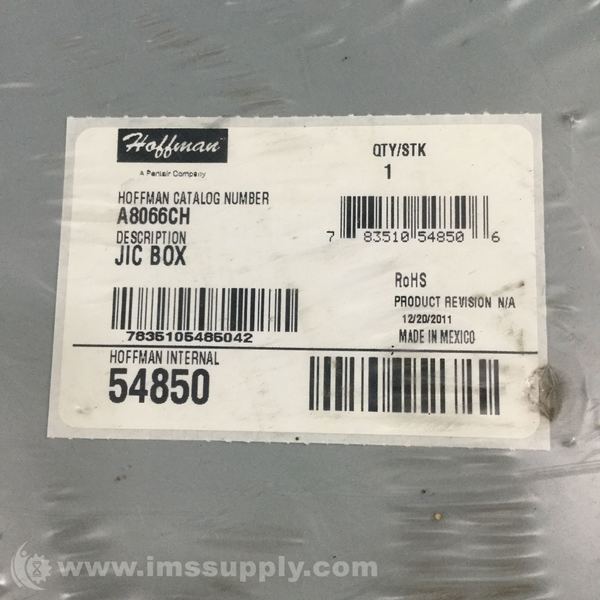 Hoffman
A Pentair Company
QTY/STK
1
HOFFMAN CATALOG NUMBER
A8066CH
DESCRIPTION
JIC BOX
7 83510 54850 6
RoHS
PRODUCT REVISION N/A
12/20/2011
MADE IN MEXICO
7835105485042
HOFFMAN INTERNAL
54850
www.imssupply.com